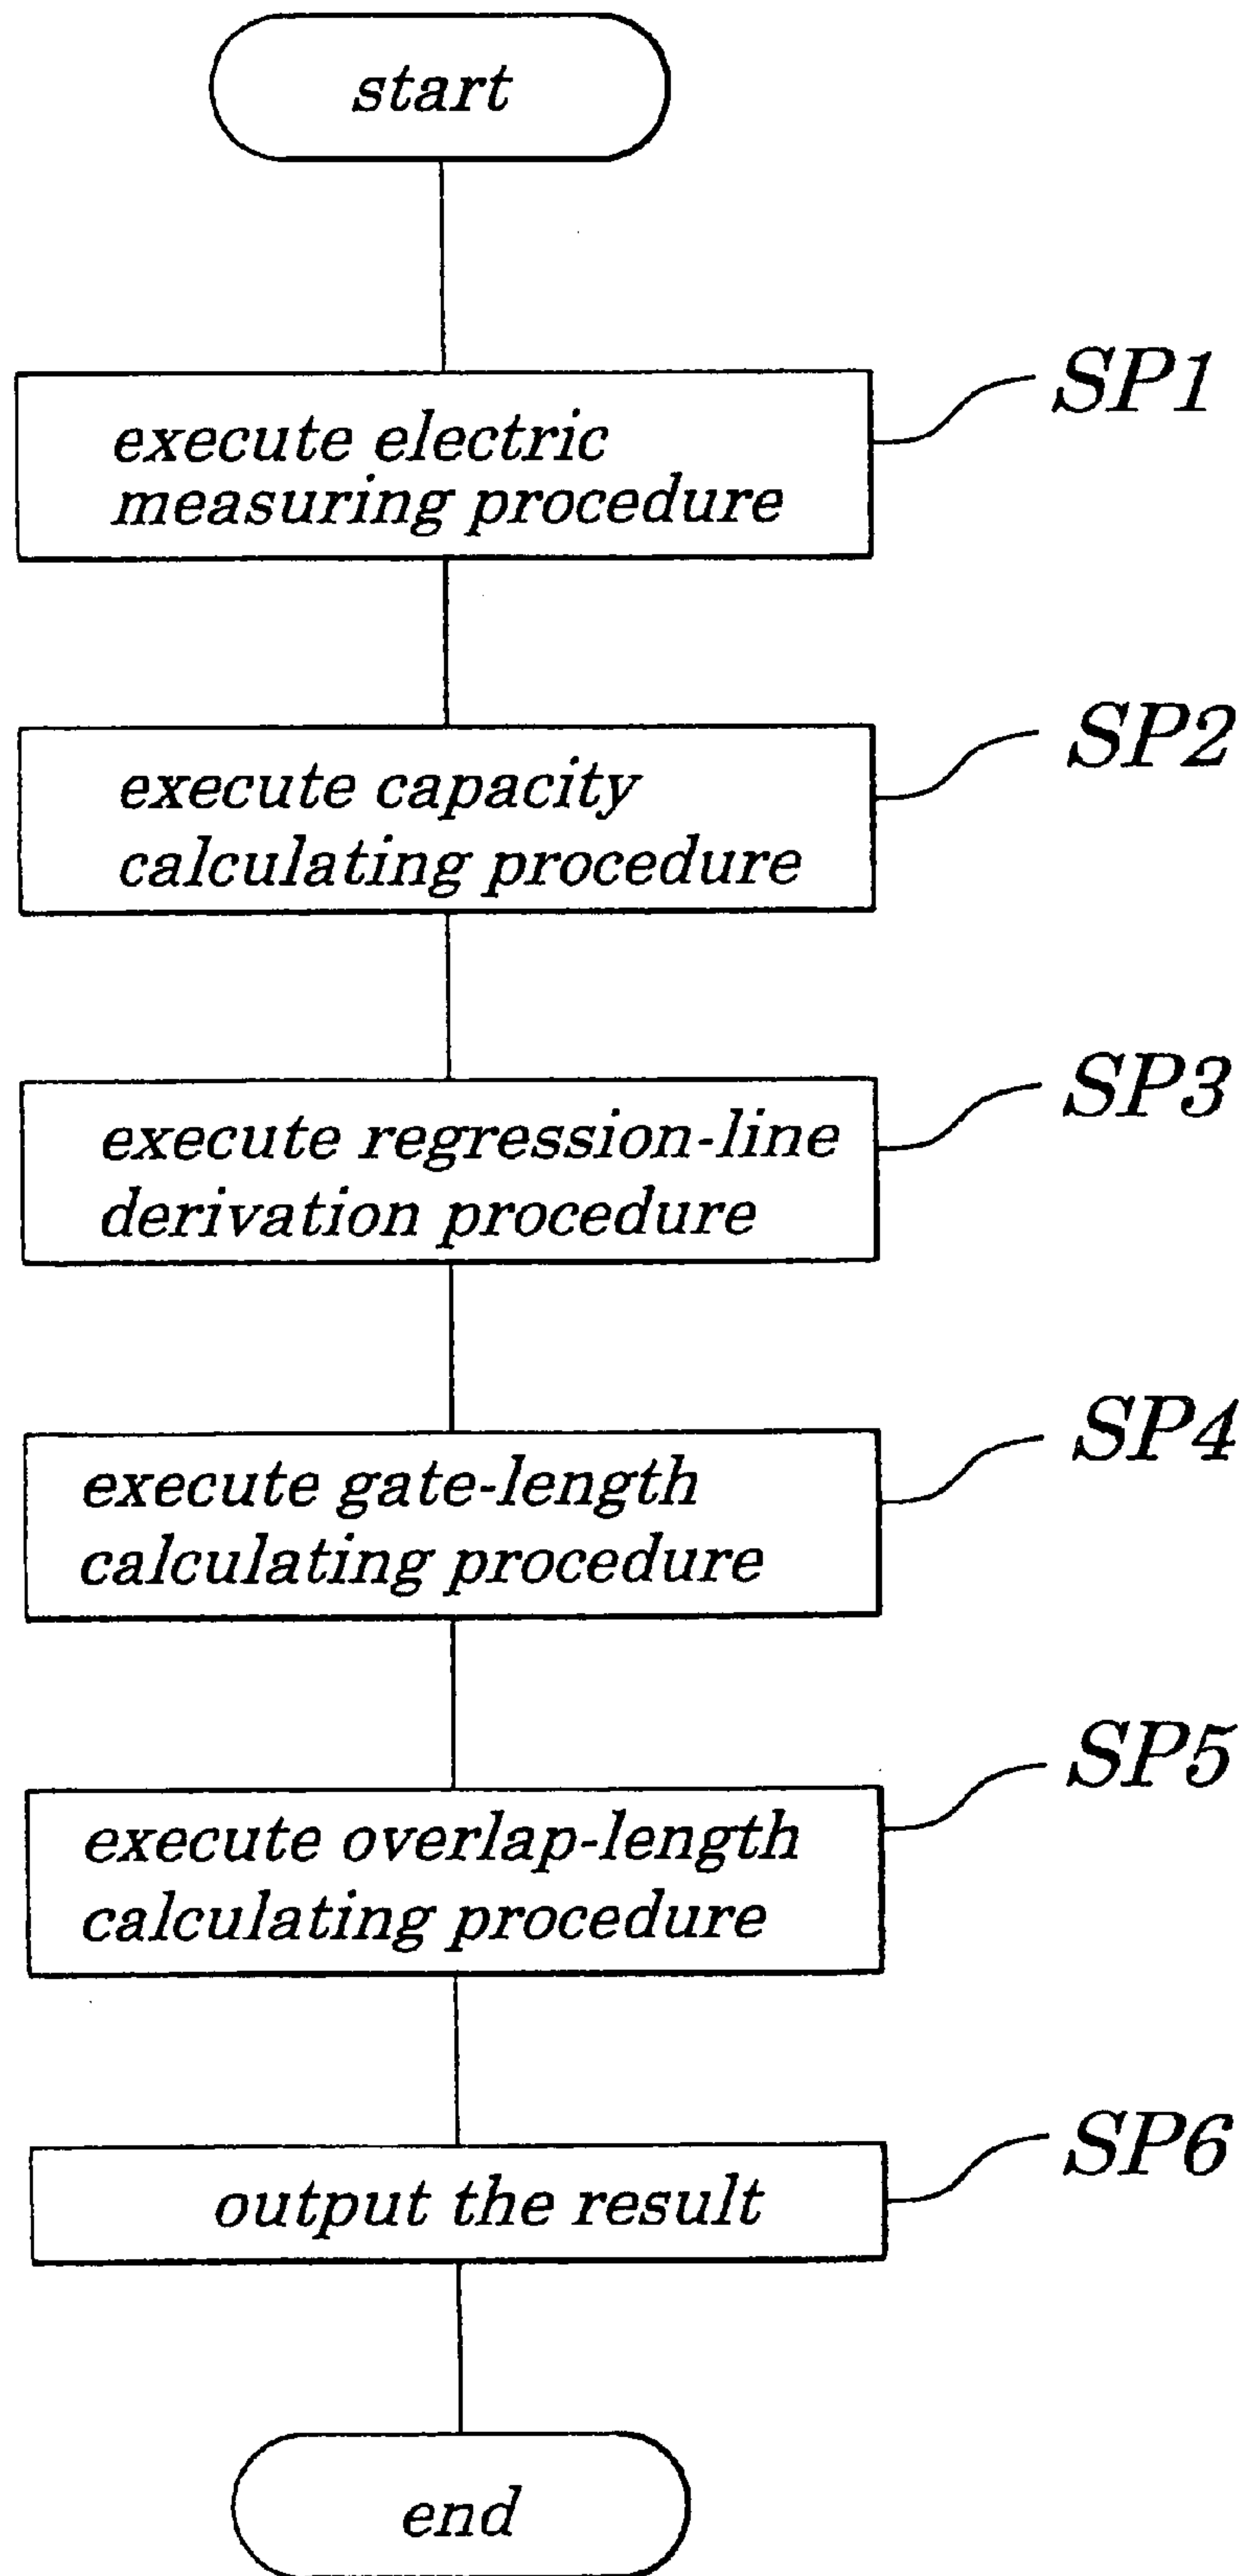 start
SP1
execute electric
measuring procedure
SP2
execute capacity
calculating procedure
SP3
execute regression-line
derivation procedure
SP4
execute gate-length
calculating procedure
SP5
execute overlap-length
calculating procedure
SP6
output the result
end